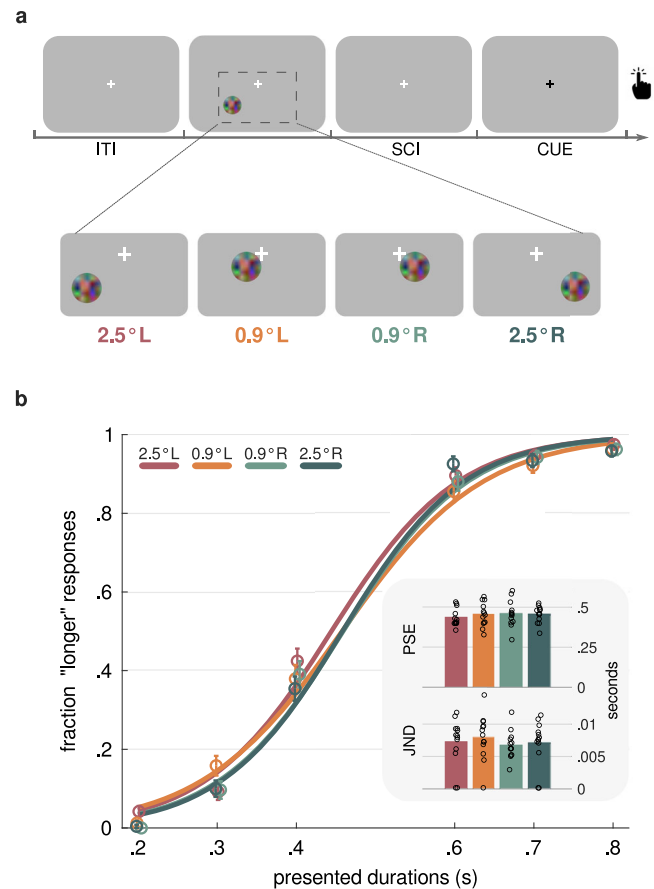 a
ITI SCI CUE
2.5°L 0.9°L 0.9°R 2.5°R
b
2.5°L 0.9°L 0.9°R 2.5°R
fraction "longer" responses
1
.8
.6
.4
.2
0
.2 .3 .4 .6 .7 .8
presented durations (s)
PSE
.5
.25
0
JND
.01
.005
0
seconds